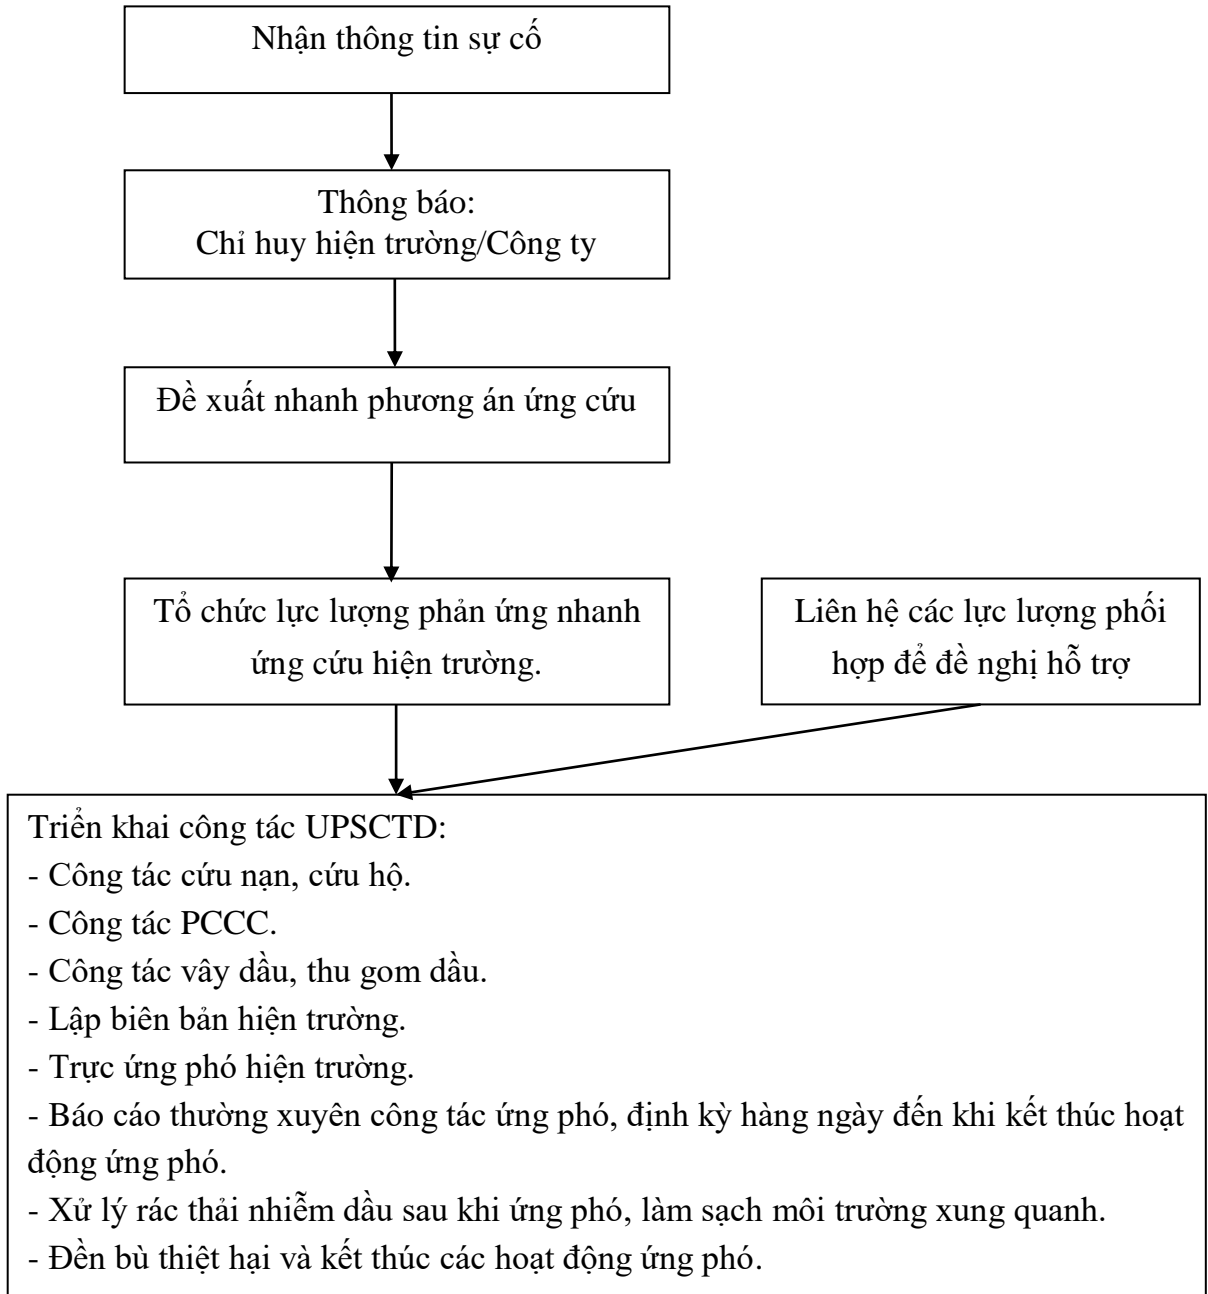 Nhận thông tin sự cố
Thông báo:
Chỉ huy hiện trường/Công ty
Đề xuất nhanh phương án ứng cứu
Tổ chức lực lượng phản ứng nhanh
ứng cứu hiện trường.
Liên hệ các lực lượng phối
hợp để đề nghị hỗ trợ
Triển khai công tác UPSCTD:
- Công tác cứu nạn, cứu hộ.
- Công tác PCCC.
- Công tác vây dầu, thu gom dầu.
- Lập biên bản hiện trường.
- Trực ứng phó hiện trường.
- Báo cáo thường xuyên công tác ứng phó, định kỳ hàng ngày đến khi kết thúc hoạt
động ứng phó.
- Xử lý rác thải nhiễm dầu sau khi ứng phó, làm sạch môi trường xung quanh.
- Đền bù thiệt hại và kết thúc các hoạt động ứng phó.